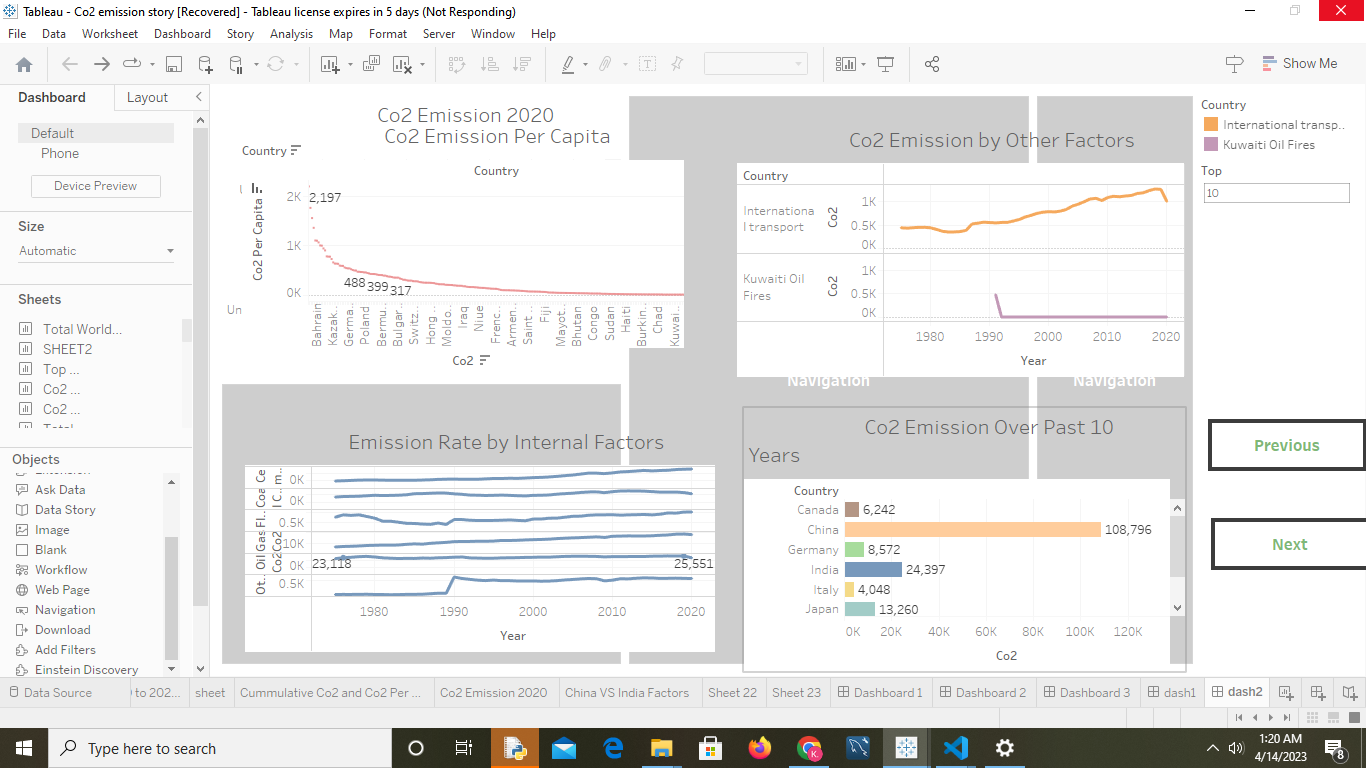 Tableau - Co2 emission story [Recovered] - Tableau license expires in 5 days (Not Responding)
File Data Worksheet Dashboard Story Analysis Map Format Server Window Help
Show Me
Dashboard Layout
Default
Phone
Device Preview
Size
Automatic
Sheets
Total World...
SHEET2
Top ...
Co2 ...
Co2 ...
Objects
Ask Data
Data Story
Image
Blank
Workflow
Web Page
Navigation
Download
Add Filters
Einstein Discovery
Co2 Emission 2020
Co2 Emission Per Capita
Country
Country
Co2 Per Capita
2K
1K
0K
2,197
488 399 317
Un
Bahrain Kazak.. Germa.. Poland Bermu.. Bulgar.. Switz.. Hong.. Moldo.. Iraq Niue Frenc.. Armen.. Saint.. Fiji Mayot.. Bhutan Congo Sudan Haiti Burkin.. Chad Kuwai..
Co2
Co2 Emission by Other Factors
Country
Internationa
l transport
Co2
1K
0.5K
0K
Kuwaiti Oil
Fires
Co2
1K
0.5K
0K
1980 1990 2000 2010 2020
Year
Navigation Navigation
Country
International transp..
Kuwaiti Oil Fires
Top
10
Previous
Next
Emission Rate by Internal Factors
0K
0K
0.5K
10K
0K
0.5K
23,118 25,551
1980 1990 2000 2010 2020
Year
Co2 Emission Over Past 10
Years
Country
Canada 6,242
China 108,796
Germany 8,572
India 24,397
Italy 4,048
Japan 13,260
0K 20K 40K 60K 80K 100K 120K
Co2
Data Source to 202... sheet Cummulative Co2 and Co2 Per ... Co2 Emission 2020 China VS India Factors Sheet 22 Sheet 23 Dashboard 1 Dashboard 2 Dashboard 3 dash1 dash2
Type here to search
1:20 AM
4/14/2023
8